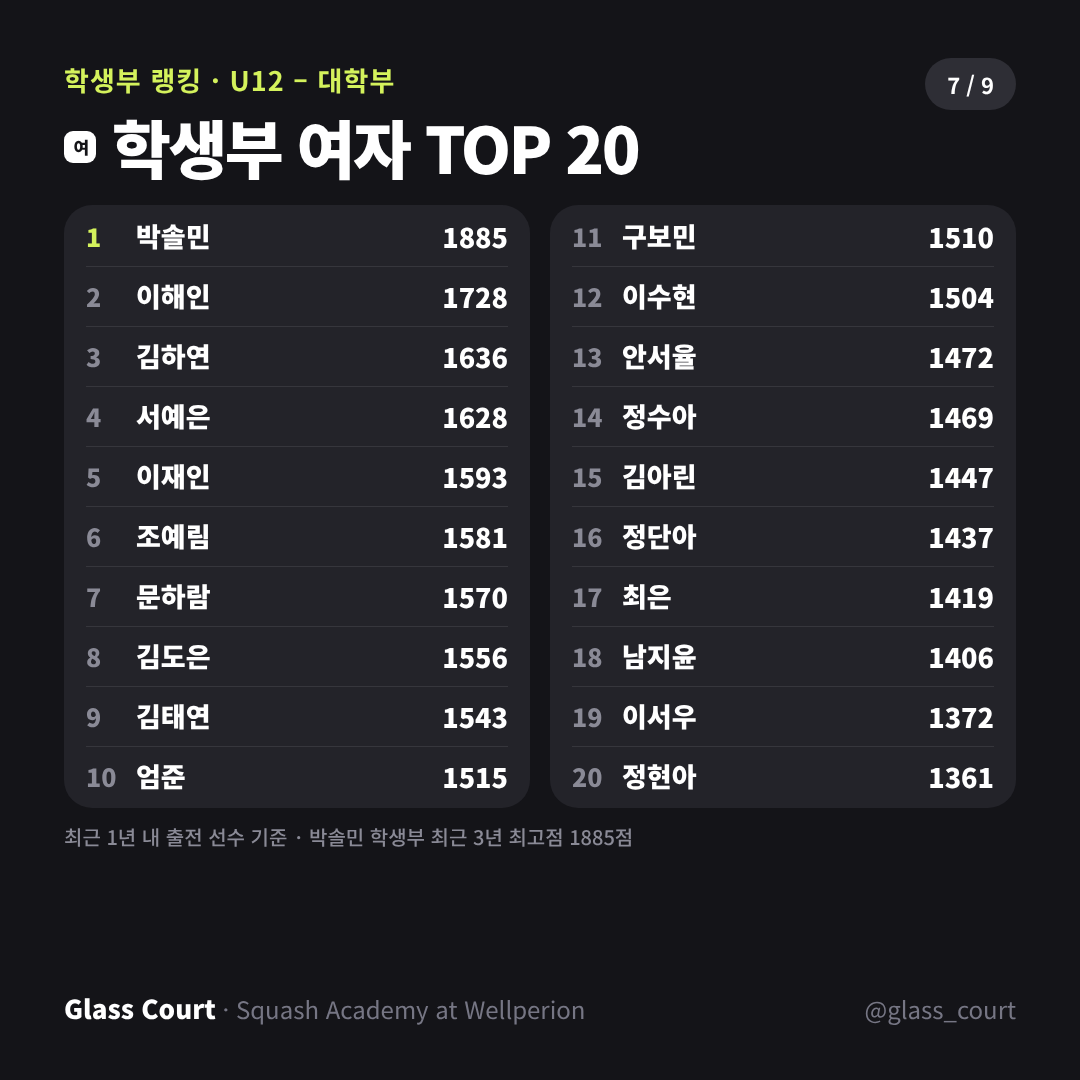 학생부 랭킹 · U12 – 대학부
7 / 9
여 학생부 여자 TOP 20
1 박솔민 1885
2 이해인 1728
3 김하연 1636
4 서예은 1628
5 이재인 1593
6 조예림 1581
7 문하람 1570
8 김도은 1556
9 김태연 1543
10 엄준 1515
11 구보민 1510
12 이수현 1504
13 안서율 1472
14 정수아 1469
15 김아린 1447
16 정단아 1437
17 최은 1419
18 남지윤 1406
19 이서우 1372
20 정현아 1361
최근 1년 내 출전 선수 기준 · 박솔민 학생부 최근 3년 최고점 1885점
Glass Court · Squash Academy at Wellperion
@glass_court